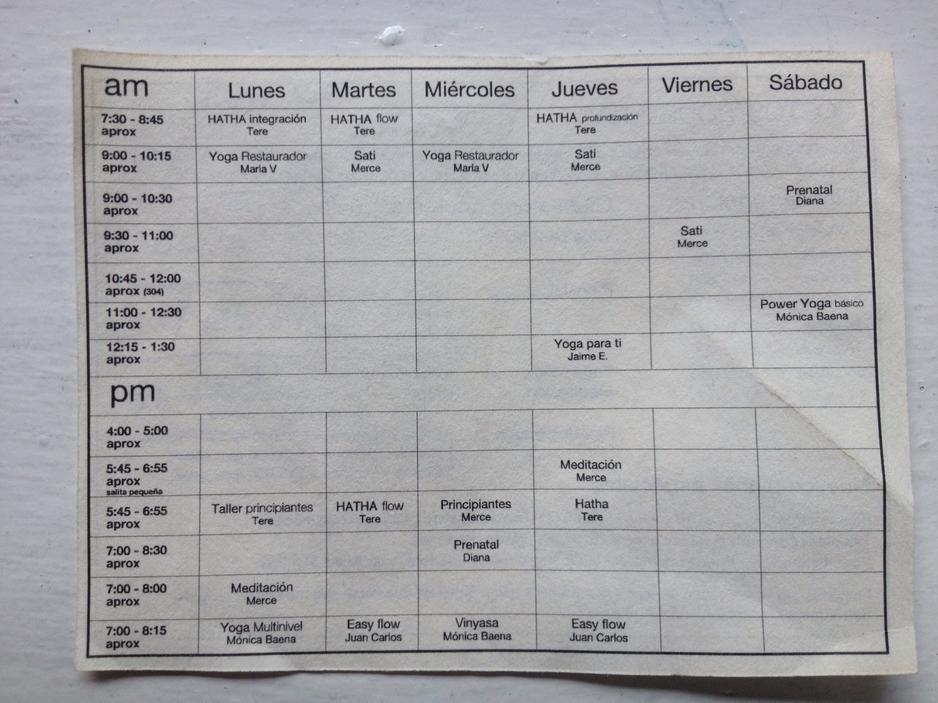 am Lunes Martes Miércoles Jueves Viernes Sábado
7:30 - 8:45 HATHA integración HATHA flow HATHA profundización
aprox Tere Tere Tere
9:00 - 10:15 Yoga Restaurador Sati Yoga Restaurador Sati
aprox Maria V Merce Maria V Merce
9:00 - 10:30 Prenatal
aprox Diana
9:30 - 11:00 Sati
aprox Merce
10:45 - 12:00
aprox (304)
11:00 - 12:30 Power Yoga básico
aprox Mónica Baena
12:15 - 1:30 Yoga para ti
aprox Jaime E.
pm
4:00 - 5:00
aprox
5:45 - 6:55 Meditación
aprox Merce
salita pequeña
5:45 - 6:55 Taller principiantes HATHA flow Principiantes Hatha
aprox Tere Tere Merce Tere
7:00 - 8:30 Prenatal
aprox Diana
7:00 - 8:00 Meditación
aprox Merce
7:00 - 8:15 Yoga Multinivel Easy flow Vinyasa Easy flow
aprox Mónica Baena Juan Carlos Mónica Baena Juan Carlos